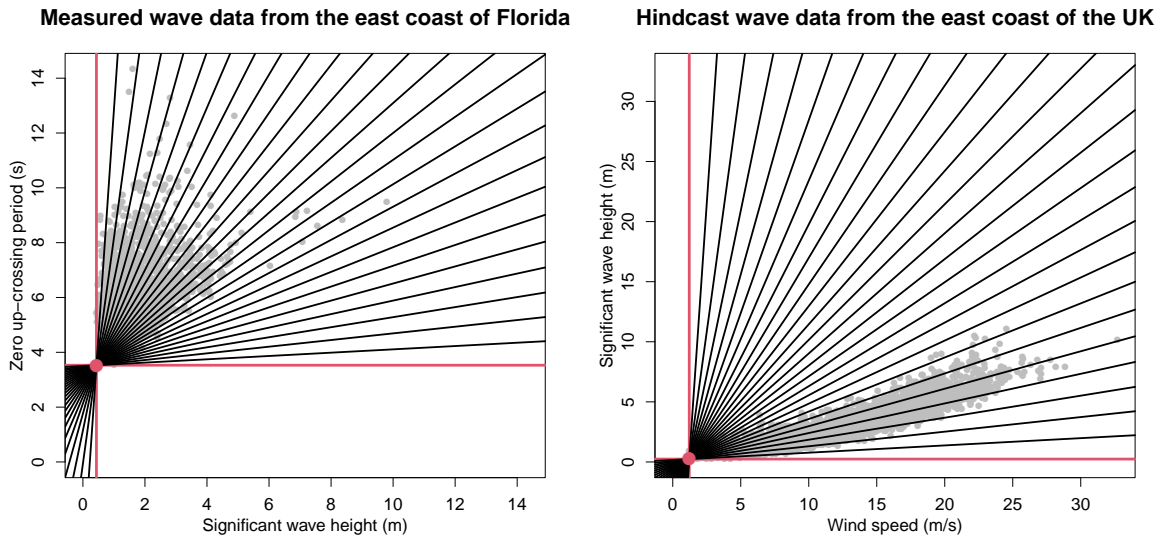 Measured wave data from the east coast of Florida
Zero up−crossing period (s)
14
12
10
8
6
4
2
0
0 2 4 6 8 10 12 14
Significant wave height (m)
Hindcast wave data from the east coast of the UK
Significant wave height (m)
30
25
20
15
10
5
0
0 5 10 15 20 25 30
Wind speed (m/s)